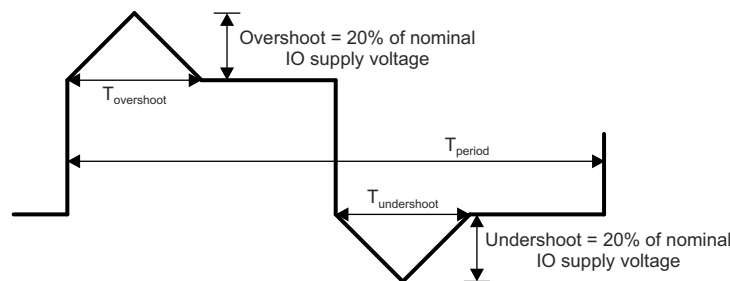 Overshoot = 20% of nominal
IO supply voltage
Tovershoot
Tperiod
Tundershoot
Undershoot = 20% of nominal
IO supply voltage